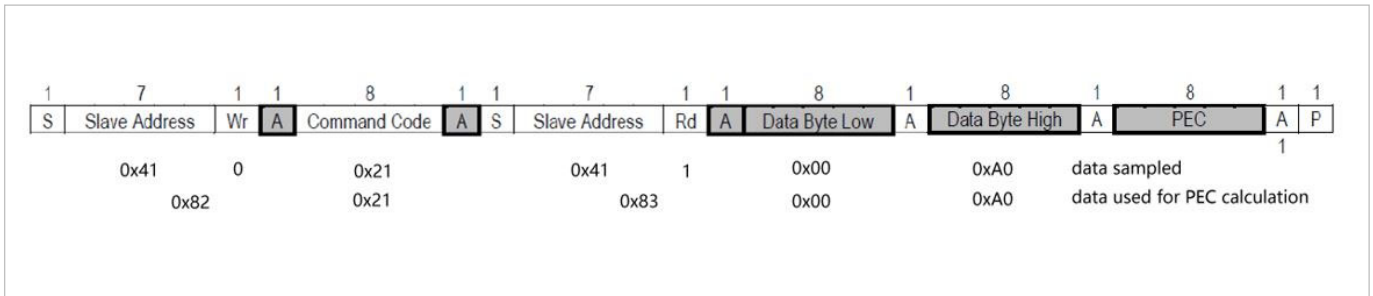 1 7 1 1 8 1 1 7 1 1 8 1 8 1 8 1 1
S Slave Address Wr A Command Code A S Slave Address Rd A Data Byte Low A Data Byte High A PEC A P
1
0x41 0 0x21 0x41 1 0x00 0xA0 data sampled
0x82 0x21 0x83 0x00 0xA0 data used for PEC calculation